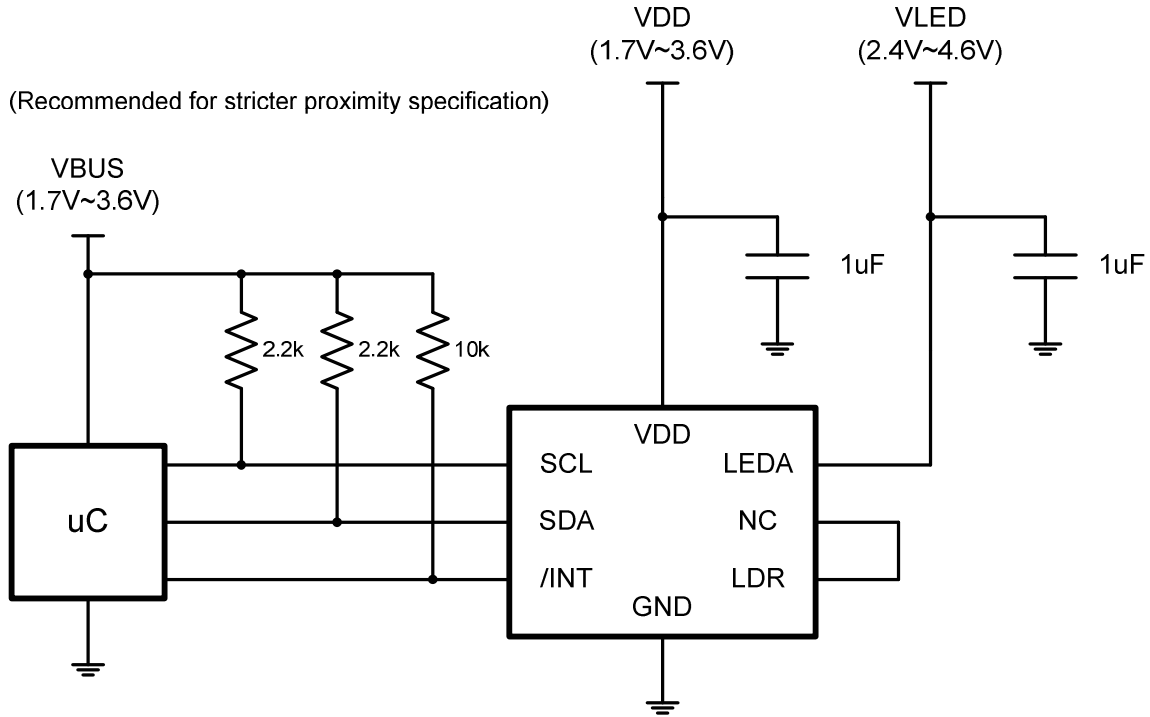 VDD
(1.7V~3.6V)
VLED
(2.4V~4.6V)
(Recommended for stricter proximity specification)
VBUS
(1.7V~3.6V)
1uF
1uF
2.2k
2.2k
10k
VDD
SCL
LEDA
uC
SDA
NC
/INT
LDR
GND